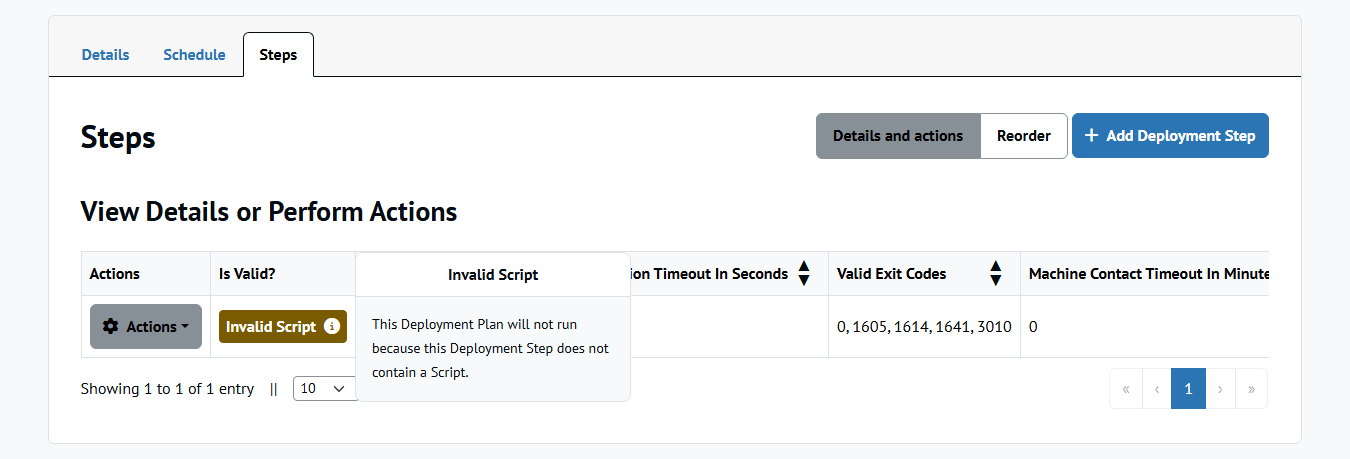 Details Schedule Steps
Steps
Details and actions Reorder + Add Deployment Step
View Details or Perform Actions
Actions Is Valid? ion Timeout In Seconds Valid Exit Codes Machine Contact Timeout In Minute
Invalid Script
Actions Invalid Script 0, 1605, 1614, 1641, 3010 0
This Deployment Plan will not run
because this Deployment Step does not
contain a Script.
Showing 1 to 1 of 1 entry || 10 « ‹ 1 › »